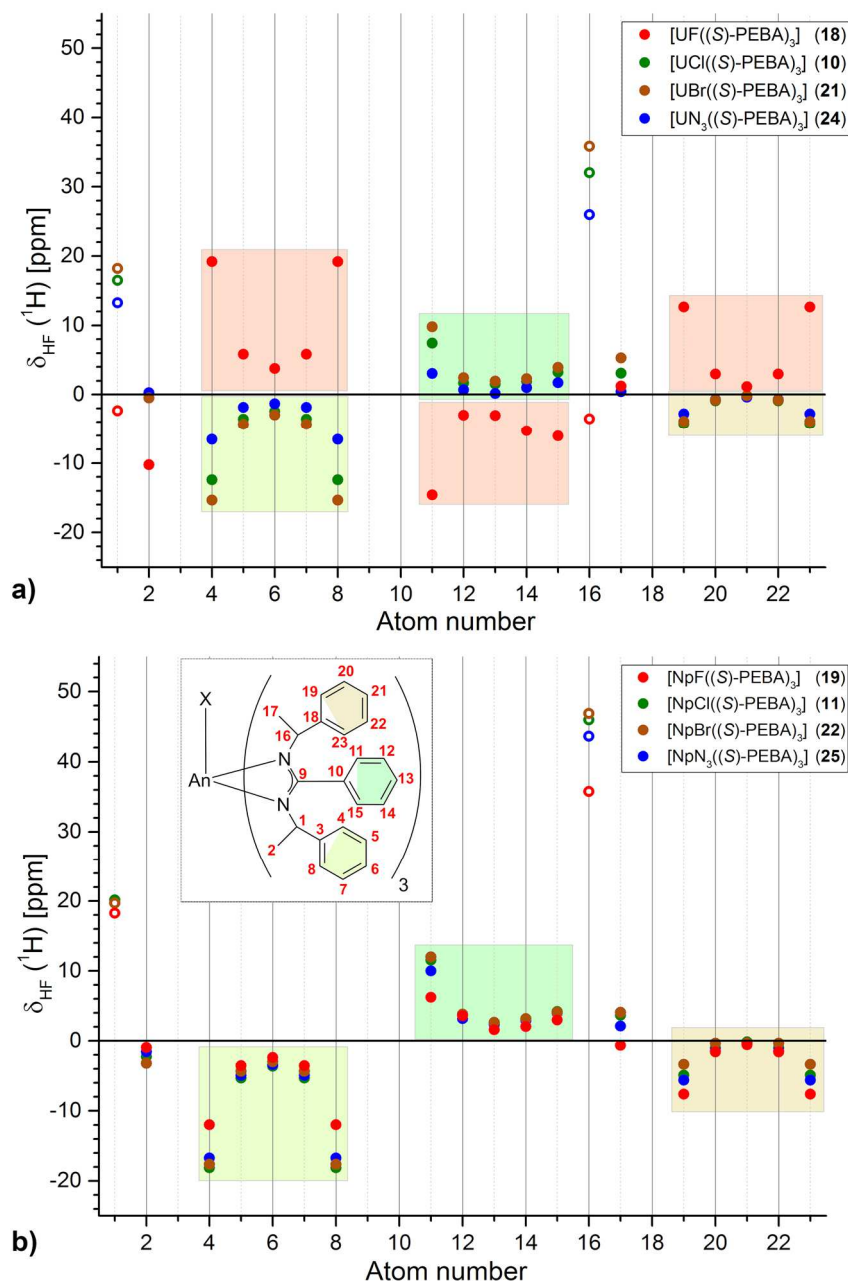 [UF((S)-PEBA)₃] (18)
[UCl((S)-PEBA)₃] (10)
[UBr((S)-PEBA)₃] (21)
[UN₃((S)-PEBA)₃] (24)
50
40
30
20
10
0
-10
-20
δHF (¹H) [ppm]
2 4 6 8 10 12 14 16 18 20 22
Atom number
a)
[NpF((S)-PEBA)₃] (19)
[NpCl((S)-PEBA)₃] (11)
[NpBr((S)-PEBA)₃] (22)
[NpN₃((S)-PEBA)₃] (25)
X
An
N
N
17
16
18
19
20
21
22
23
9
10
11
12
13
14
15
1
2
3
4
5
6
7
8
3
50
40
30
20
10
0
-10
-20
δHF (¹H) [ppm]
2 4 6 8 10 12 14 16 18 20 22
Atom number
b)